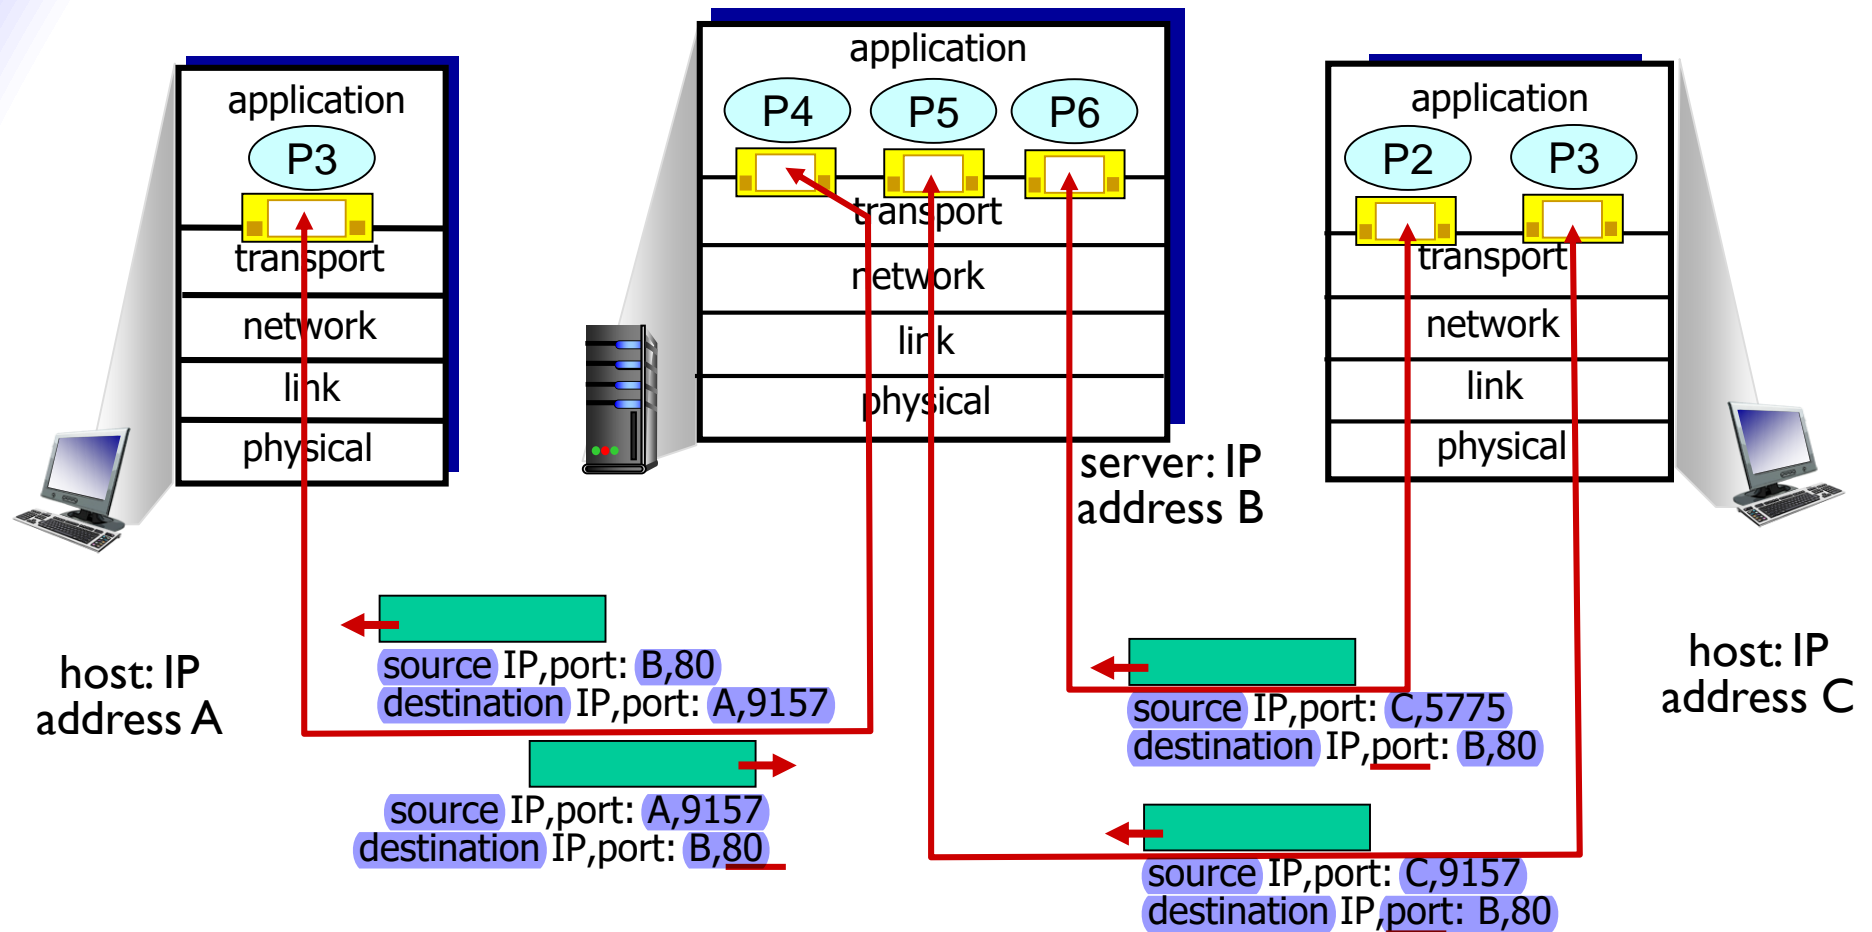 application
P3
transport
network
link
physical
host: IP
address A
application
P4
P5
P6
transport
network
link
physical
server: IP
address B
application
P2
P3
transport
network
link
physical
host: IP
address C
source IP,port: B,80
destination IP,port: A,9157
source IP,port: A,9157
destination IP,port: B,80
source IP,port: C,5775
destination IP,port: B,80
source IP,port: C,9157
destination IP,port: B,80